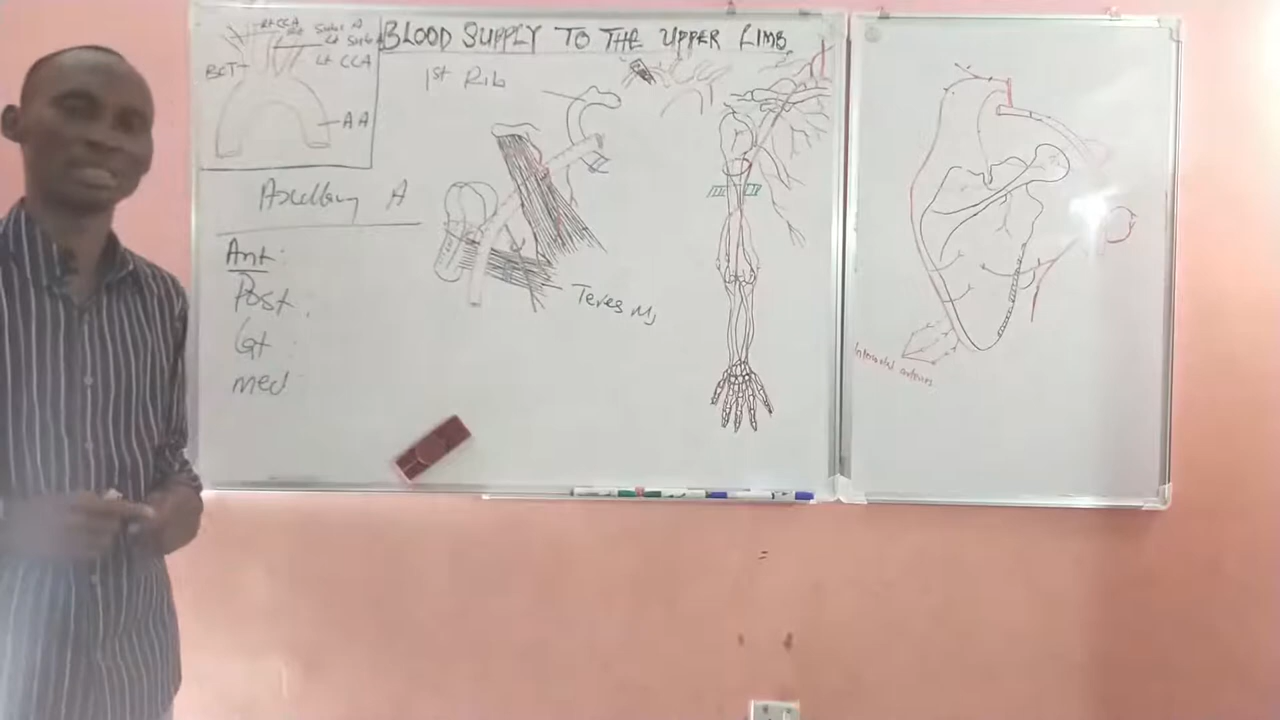 BLOOD SUPPLY TO THE UPPER LIMB
Rt CCA
Lt CCA
BCT
AA
1st Rib
Axillary A
Ant:
Post
Lat
med
Teres Mj
Intercostal arteries